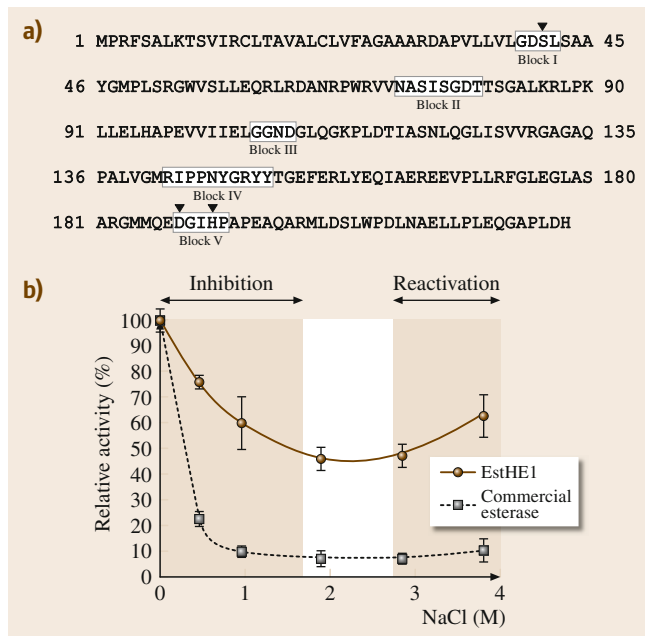 a)
1 MPRFSALKTSVIRCLTAVALCLVFAGAAARDAPVLLVLGDSLSAA 45
Block I
46 YGMPLSRGWVSLLEQRLRDANRPWRVVNASISGDTTSGALKRLPK 90
Block II
91 LLELHAPEVVIIELGGNDGLQGKPLDTIASNLQGLISVVRGAGAQ 135
Block III
136 PALVGMRIPPNYGRYYTGEFERLYEQIAEREEVPLLRFGLEGLAS 180
Block IV
181 ARGMMQEDGIHPAPEAQARMLDSLWPDLNAELLPLEQGAPLDH
Block V
b)
Inhibition Reactivation
Relative activity (%)
100
90
80
70
60
50
40
30
20
10
0
EstHE1
Commercial
esterase
0 1 2 3 4
NaCl (M)